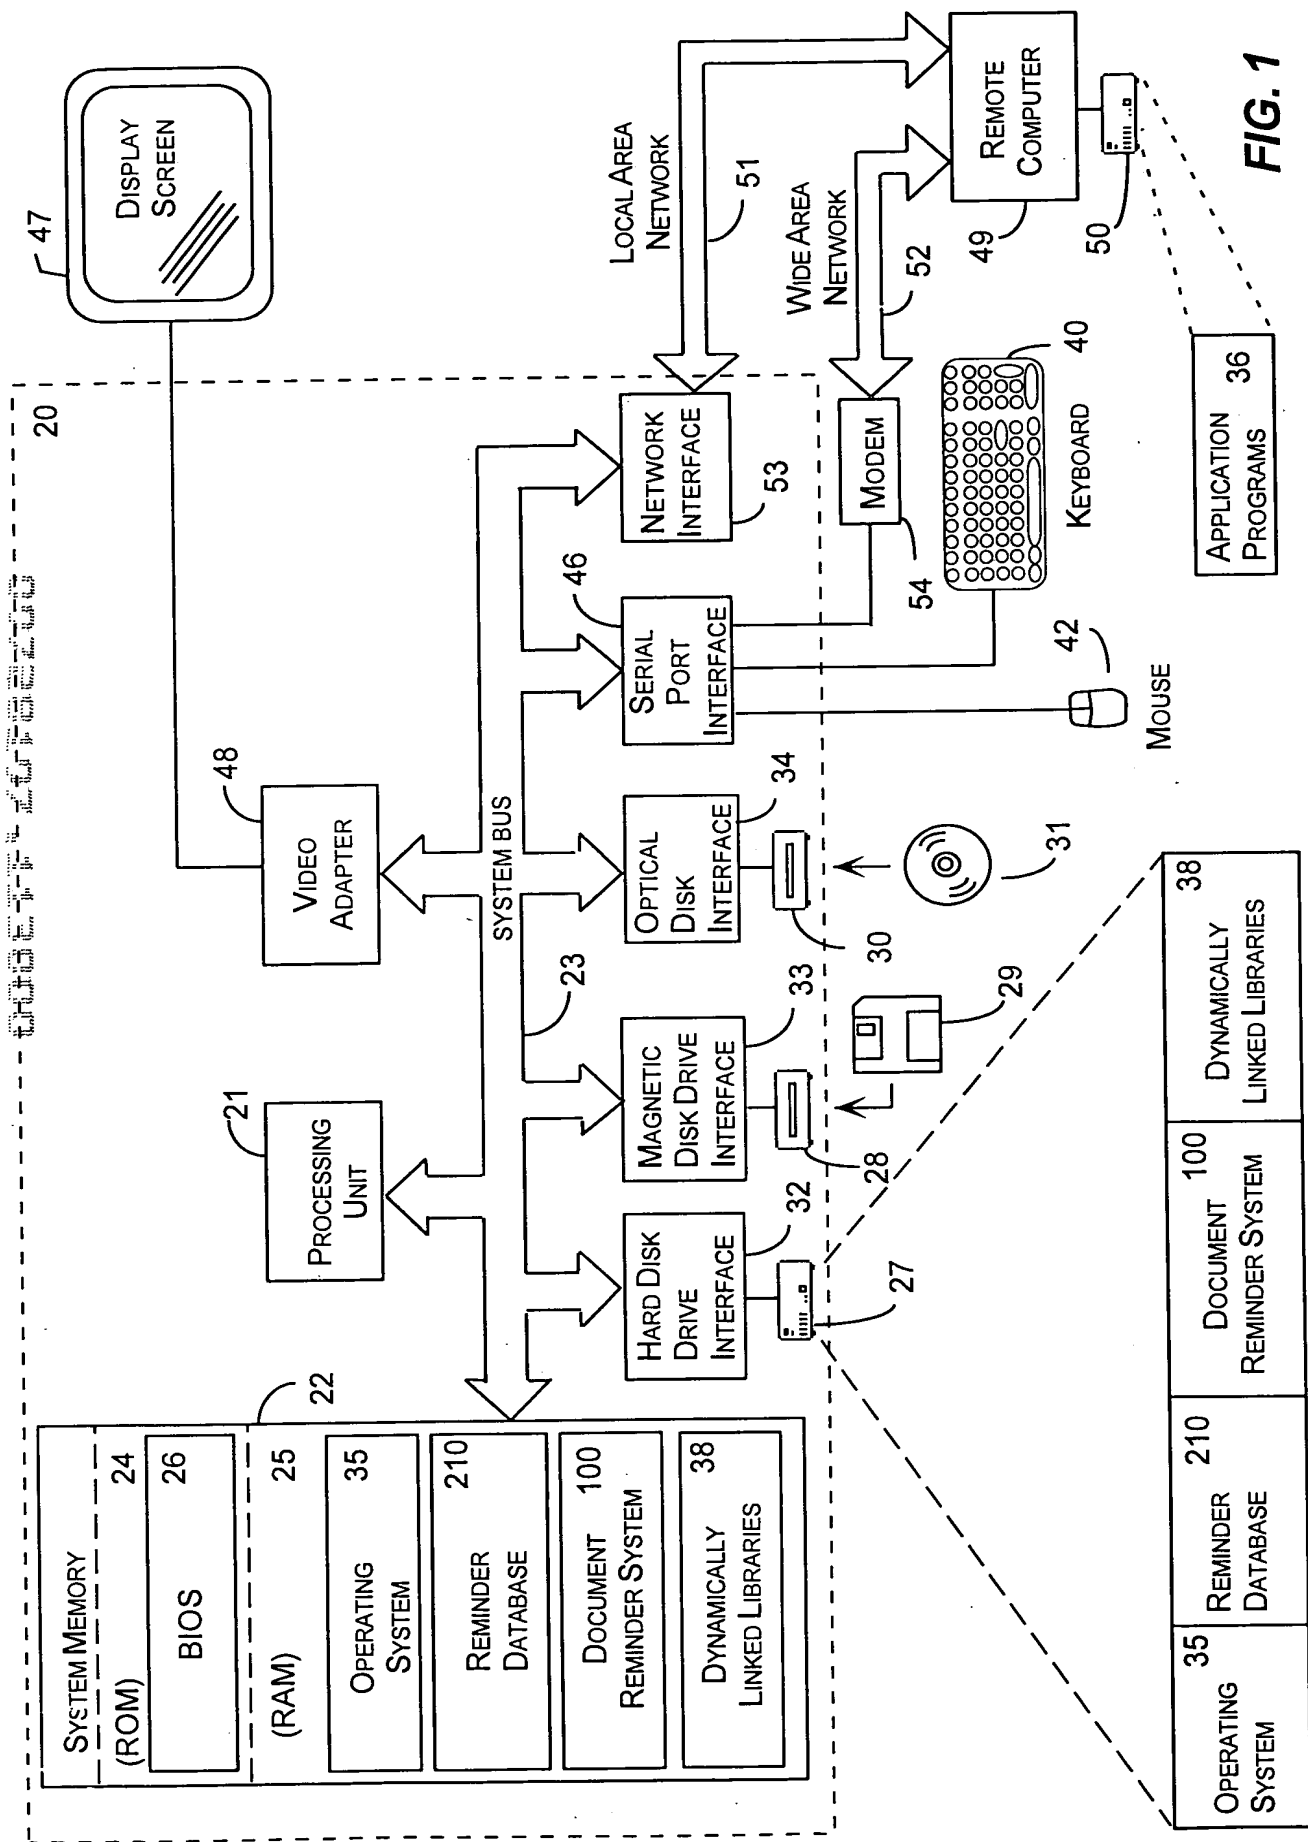 20
47
DISPLAY
SCREEN
SYSTEM MEMORY
(ROM) 24
BIOS 26
(RAM) 25
22
OPERATING
SYSTEM
35
REMINDER
DATABASE
210
DOCUMENT
REMINDER SYSTEM
100
DYNAMICALLY
LINKED LIBRARIES
38
PROCESSING
UNIT
21
VIDEO
ADAPTER
48
SYSTEM BUS
23
HARD DISK
DRIVE
INTERFACE
32
MAGNETIC
DISK DRIVE
INTERFACE
33
OPTICAL
DISK
INTERFACE
34
SERIAL
PORT
INTERFACE
46
NETWORK
INTERFACE
53
LOCAL AREA
NETWORK
51
WIDE AREA
NETWORK
52
MODEM
54
27
28
29
30
31
MOUSE
42
KEYBOARD
40
REMOTE
COMPUTER
49
50
APPLICATION
PROGRAMS
36
OPERATING
SYSTEM
35
REMINDER
DATABASE
210
DOCUMENT
REMINDER SYSTEM
100
DYNAMICALLY
LINKED LIBRARIES
38
FIG. 1